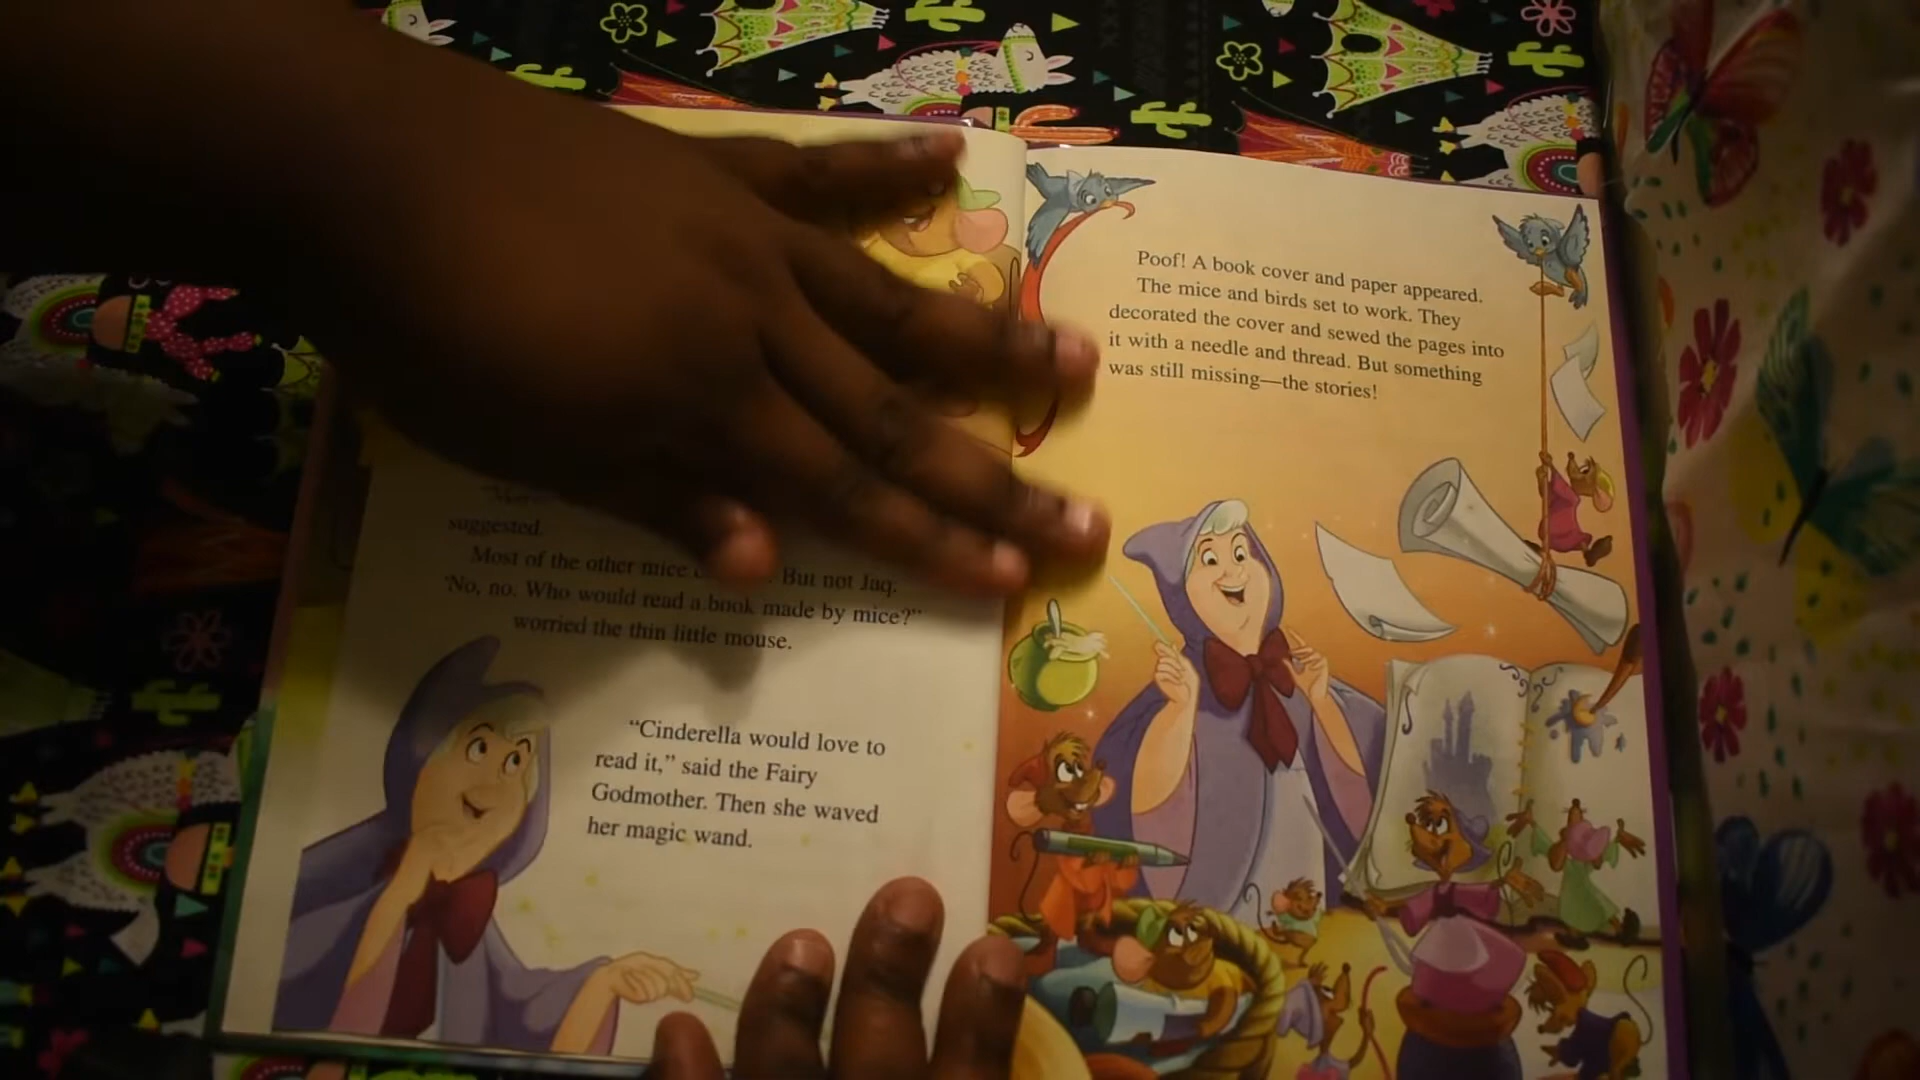 suggested.
Most of the other mice But not Jaq.
"No, no. Who would read a book made by mice?"
worried the thin little mouse.
"Cinderella would love to
read it," said the Fairy
Godmother. Then she waved
her magic wand.
Poof! A book cover and paper appeared.
The mice and birds set to work. They
decorated the cover and sewed the pages into
it with a needle and thread. But something
was still missing—the stories!